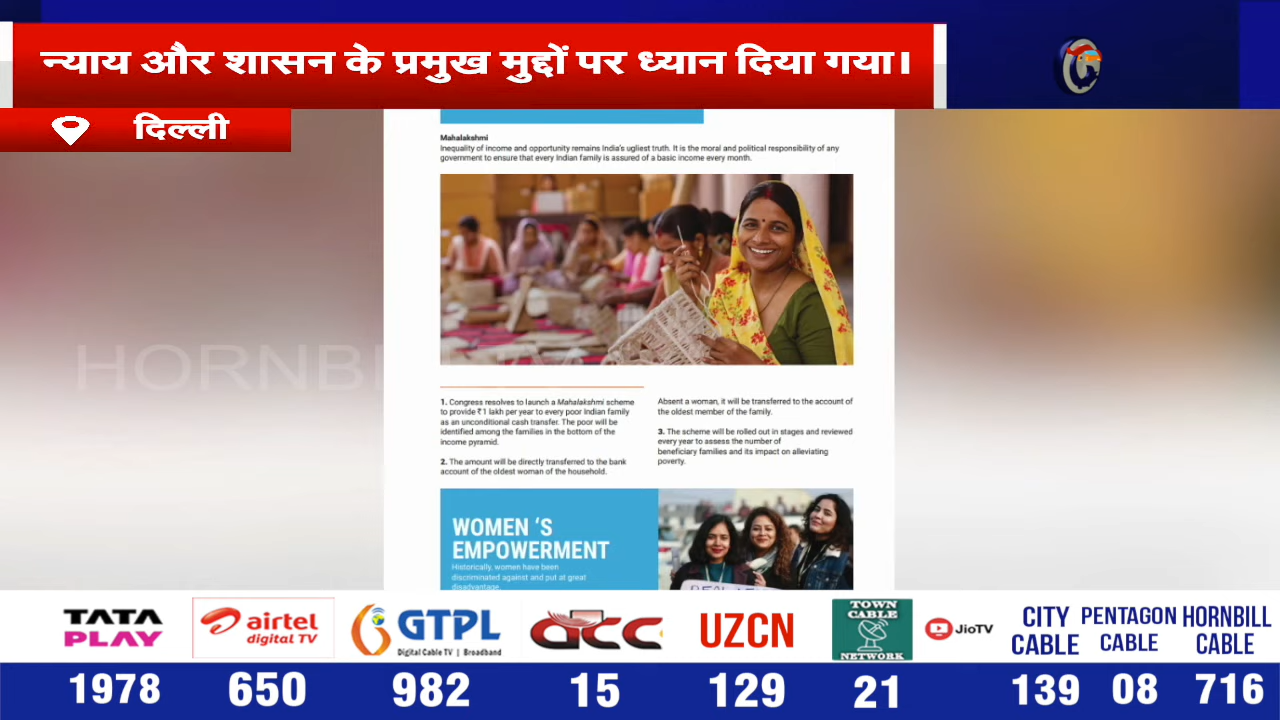 न्याय और शासन के प्रमुख मुद्दों पर ध्यान दिया गया।
दिल्ली
Mahalakshmi
Inequality of income and opportunity remains India's ugliest truth. It is the moral and political responsibility of any
government to ensure that every Indian family is assured of a basic income every month.
HORNB
1. Congress resolves to launch a Mahalakshmi scheme
to provide ₹1 lakh per year to every poor Indian family
as an unconditional cash transfer. The poor will be
identified among the families in the bottom of the
income pyramid.
2. The amount will be directly transferred to the bank
account of the oldest woman of the household.
Absent a woman, it will be transferred to the account of
the oldest member of the family.
3. The scheme will be rolled out in stages and reviewed
every year to assess the number of
beneficiary families and its impact on alleviating
poverty.
WOMEN 'S
EMPOWERMENT
Historically, women have been
discriminated against and put at great
disadvantage.
TATA
PLAY
1978
airtel
digital TV
650
GTPL
Digital Cable TV | Broadband
982
acc
15
UZCN
129
TOWN
CABLE
NETWORK
21
JioTV
CITY
CABLE
139
PENTAGON
CABLE
08
HORNBILL
CABLE
716